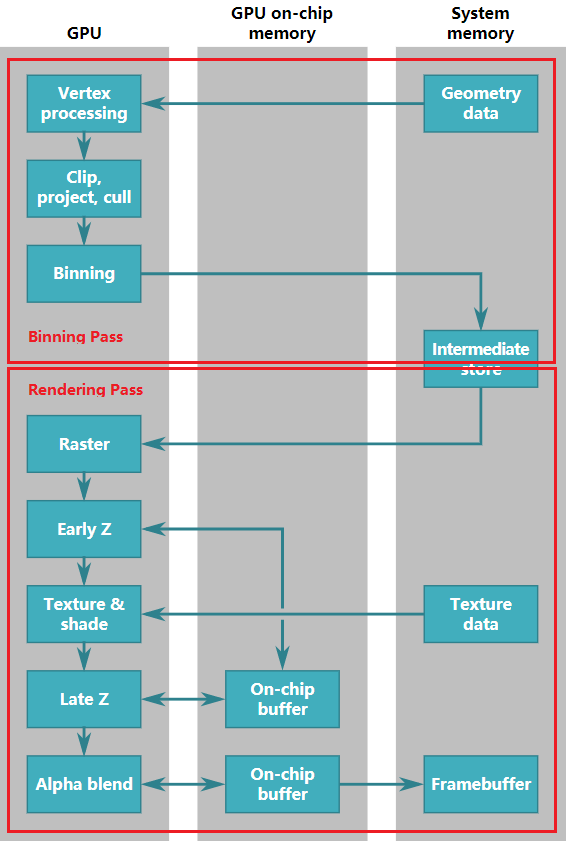 GPU
GPU on-chip
memory
System
memory
Vertex
processing
Geometry
data
Clip,
project, cull
Binning
Binning Pass
Intermediate
store
Rendering Pass
Raster
Early Z
Texture &
shade
Texture
data
Late Z
On-chip
buffer
Alpha blend
On-chip
buffer
Framebuffer